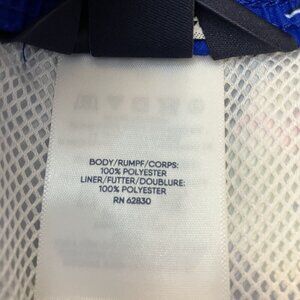 BODY/RUMPF/CORPS:
100% POLYESTER
LINER/FUTTER/DOUBLURE:
100% POLYESTER
RN 62830